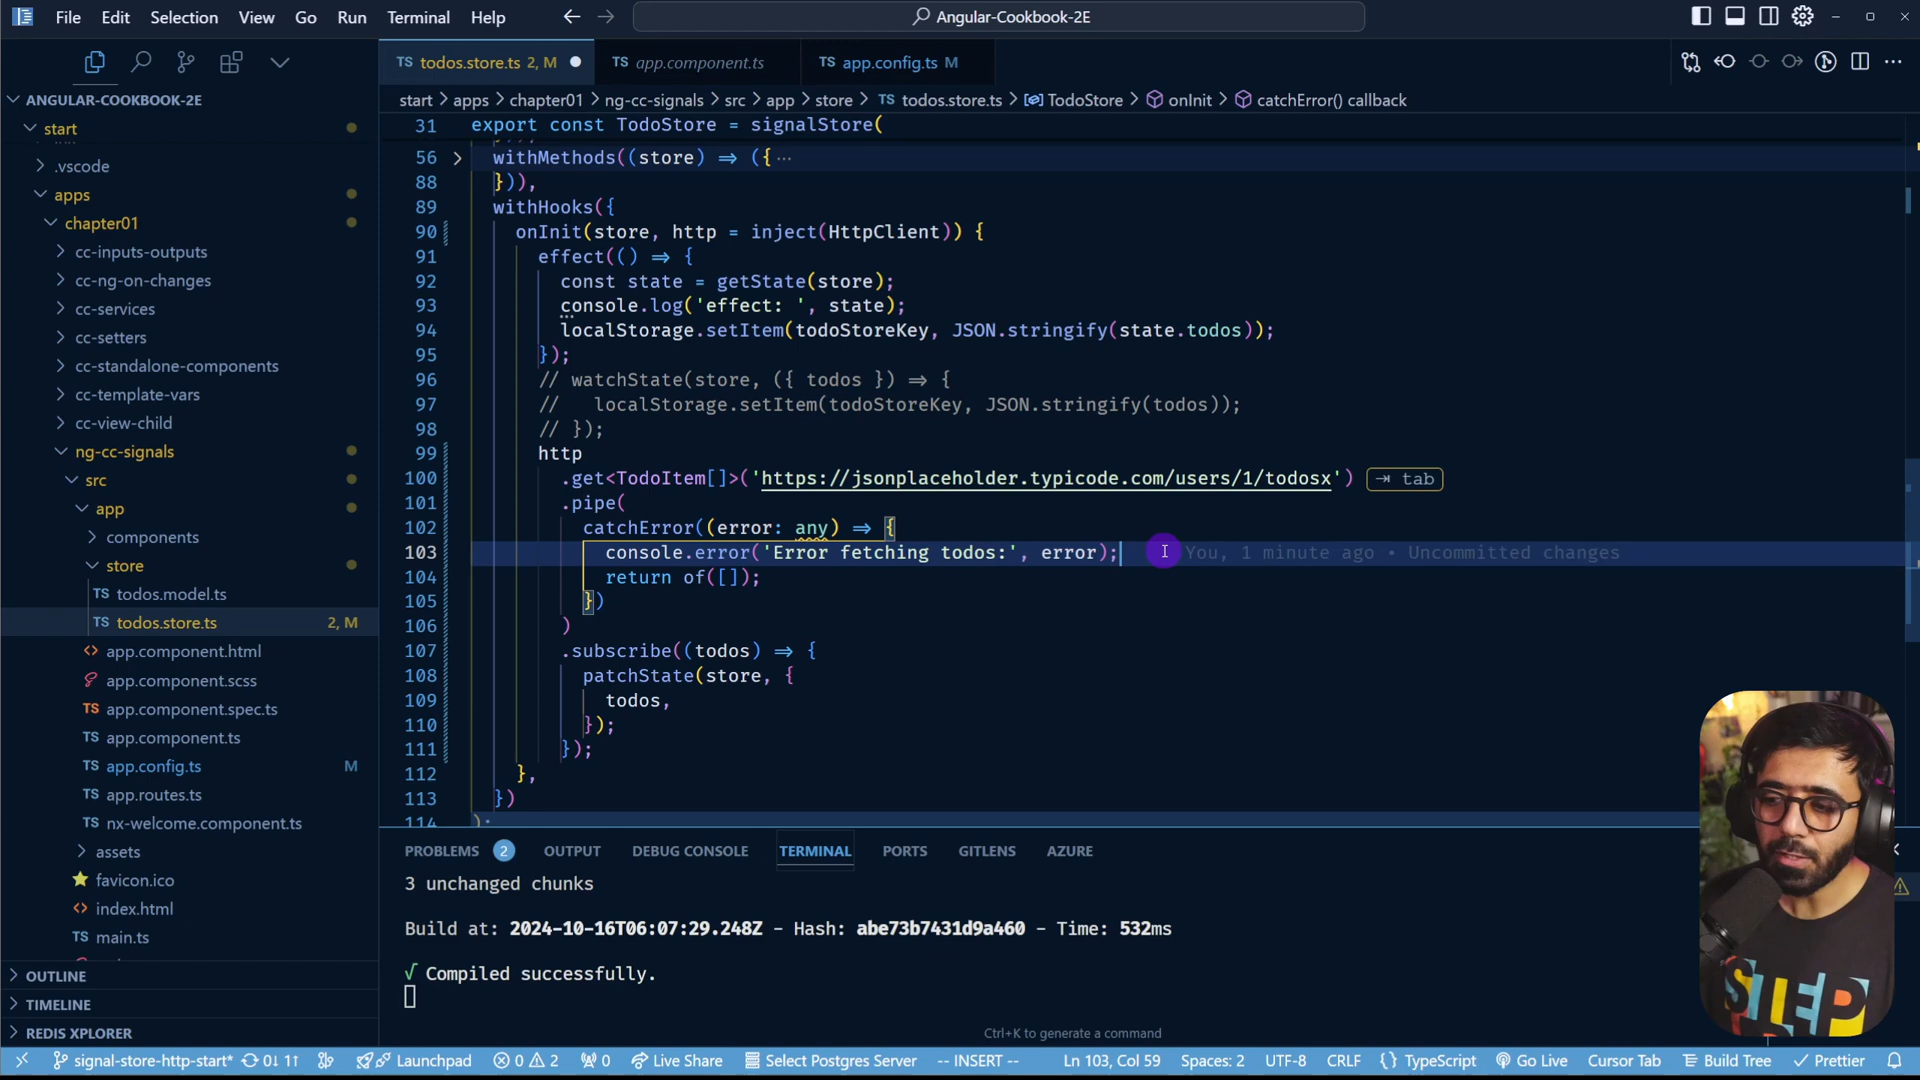 File Edit Selection View Go Run Terminal Help
Angular-Cookbook-2E
TS todos.store.ts 2, M
TS app.component.ts
TS app.config.ts M
start > apps > chapter01 > ng-cc-signals > src > app > store > TS todos.store.ts > TodoStore > onInit > catchError() callback
ANGULAR-COOKBOOK-2E
start
.vscode
apps
chapter01
cc-inputs-outputs
cc-ng-on-changes
cc-services
cc-setters
cc-standalone-components
cc-template-vars
cc-view-child
ng-cc-signals
src
app
components
store
TS todos.model.ts
TS todos.store.ts 2, M
app.component.html
app.component.scss
TS app.component.spec.ts
TS app.component.ts
TS app.config.ts M
TS app.routes.ts
TS nx-welcome.component.ts
assets
favicon.ico
index.html
TS main.ts
OUTLINE
TIMELINE
REDIS XPLORER
31 export const TodoStore = signalStore(
56 withMethods((store) => ({ ...
88 })),
89 withHooks({
90 onInit(store, http = inject(HttpClient)) {
91 effect(() => {
92 const state = getState(store);
93 console.log('effect: ', state);
94 localStorage.setItem(todoStoreKey, JSON.stringify(state.todos));
95 });
96 // watchState(store, ({ todos }) => {
97 // localStorage.setItem(todoStoreKey, JSON.stringify(todos));
98 // });
99 http
100 .get<TodoItem[]>('https://jsonplaceholder.typicode.com/users/1/todosx') tab
101 .pipe(
102 catchError((error: any) => {
103 console.error('Error fetching todos:', error); You, 1 minute ago • Uncommitted changes
104 return of([]);
105 })
106 )
107 .subscribe((todos) => {
108 patchState(store, {
109 todos,
110 });
111 });
112 },
113 })
114 );
PROBLEMS 2 OUTPUT DEBUG CONSOLE TERMINAL PORTS GITLENS AZURE
3 unchanged chunks
Build at: 2024-10-16T06:07:29.248Z - Hash: abe73b7431d9a460 - Time: 532ms
√ Compiled successfully.
Ctrl+K to generate a command
STEP
signal-store-http-start* 0↓ 1↑ Launchpad 0 2 0 Live Share Select Postgres Server -- INSERT -- Ln 103, Col 59 Spaces: 2 UTF-8 CRLF {} TypeScript Go Live Cursor Tab Build Tree Prettier